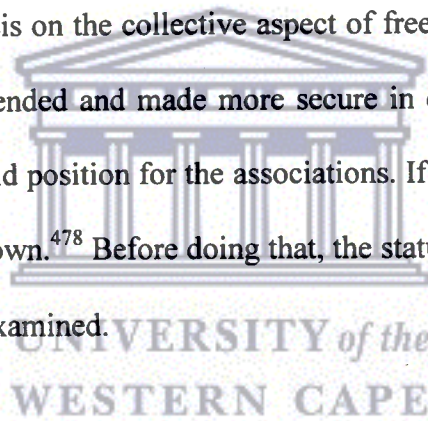 is on the collective aspect of free
ended and made more secure in
d position for the associations. If
own.478 Before doing that, the statu
xamined.
UNIVERSITY of the
WESTERN CAPE